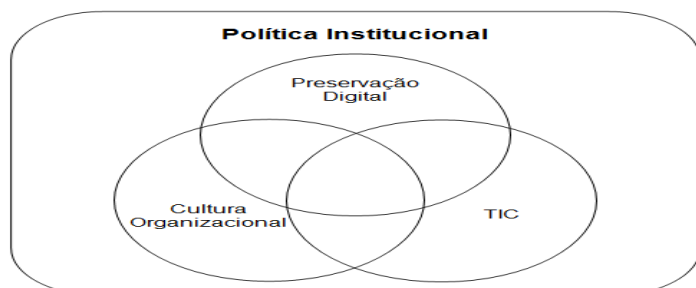 Política Institucional
Preservação
Digital
Cultura
Organizacional
TIC